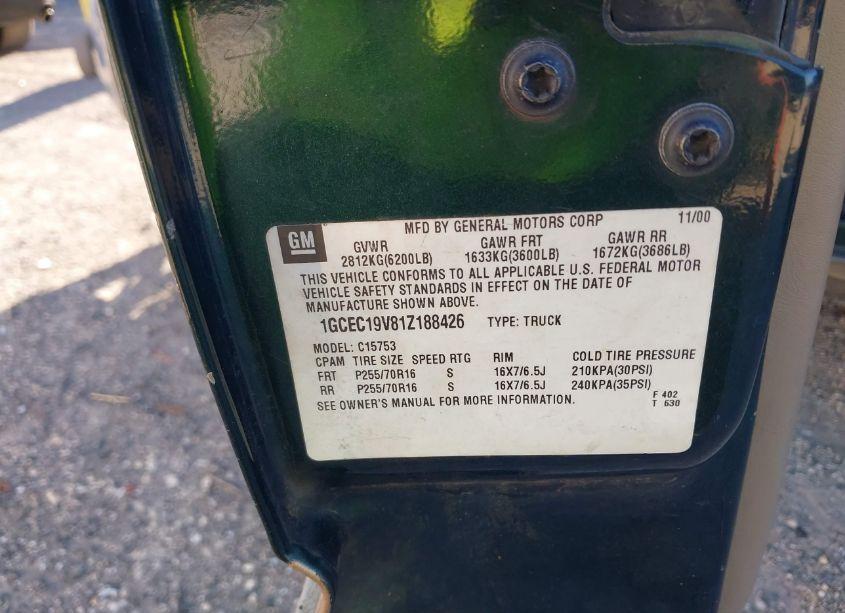 MFD BY GENERAL MOTORS CORP 11/00
GM
GVWR GAWR FRT GAWR RR
2812KG(6200LB) 1633KG(3600LB) 1672KG(3686LB)
THIS VEHICLE CONFORMS TO ALL APPLICABLE U.S. FEDERAL MOTOR
VEHICLE SAFETY STANDARDS IN EFFECT ON THE DATE OF
MANUFACTURE SHOWN ABOVE.
1GCEC19V81Z188426 TYPE: TRUCK
MODEL: C15753
CPAM TIRE SIZE SPEED RTG RIM COLD TIRE PRESSURE
FRT P255/70R16 S 16X7/6.5J 210KPA(30PSI)
RR P255/70R16 S 16X7/6.5J 240KPA(35PSI)
SEE OWNER'S MANUAL FOR MORE INFORMATION.
F 402
T 630